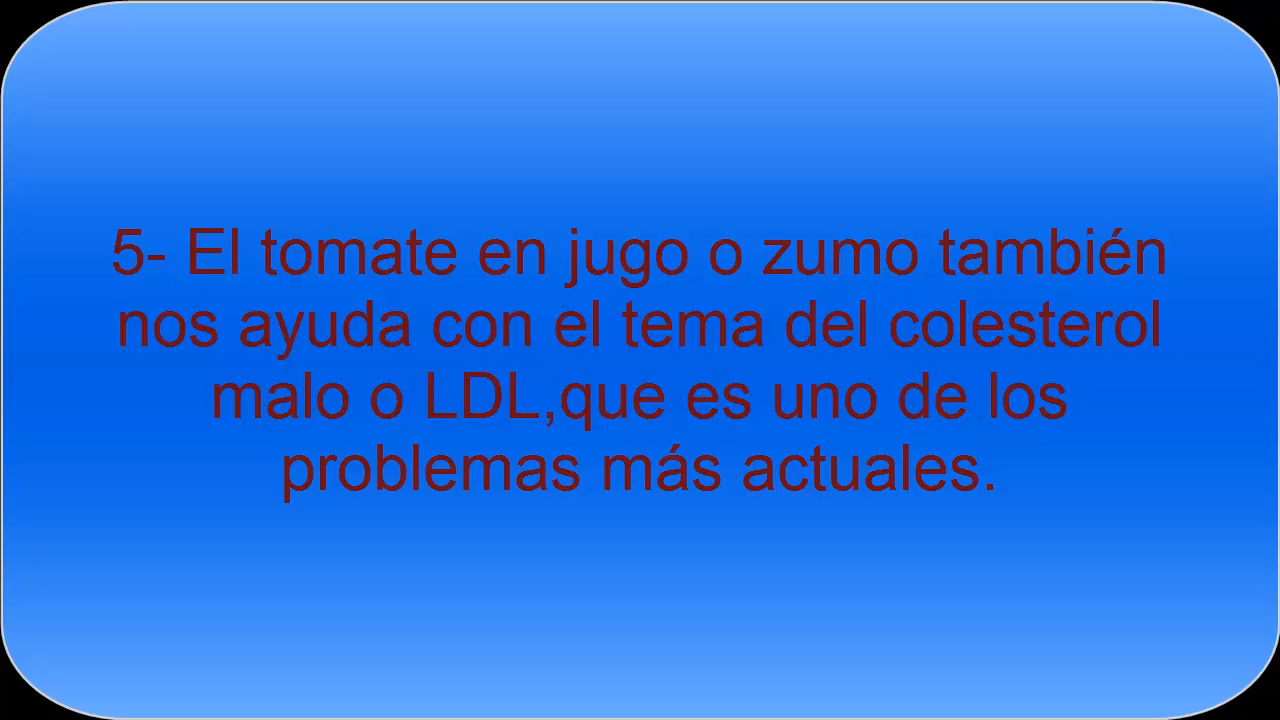 5- El tomate en jugo o zumo también
nos ayuda con el tema del colesterol
malo o LDL,que es uno de los
problemas más actuales.